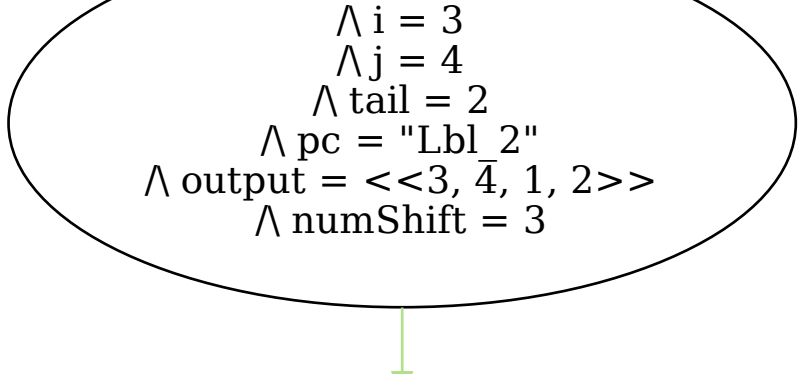 /\ i = 3
/\ j = 4
/\ tail = 2
/\ pc = "Lbl_2"
/\ output = <<3, 4, 1, 2>>
/\ numShift = 3